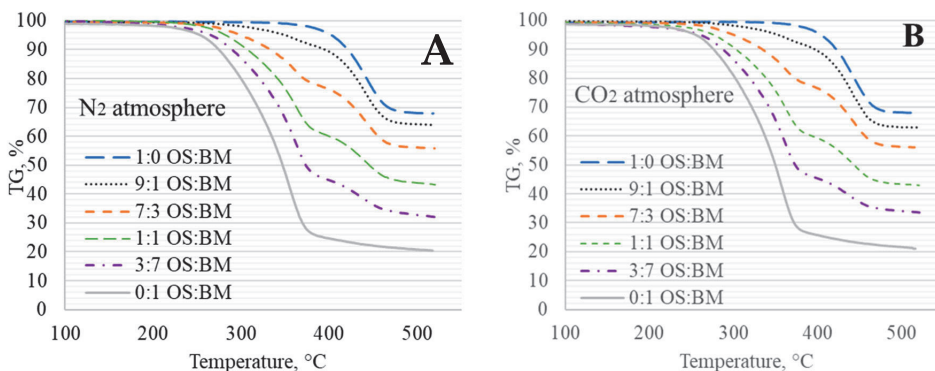 A
N2 atmosphere
TG, %
100
90
80
70
60
50
40
30
20
10
0
1:0 OS:BM
9:1 OS:BM
7:3 OS:BM
1:1 OS:BM
3:7 OS:BM
0:1 OS:BM
100 200 300 400 500
Temperature, °C
B
CO2 atmosphere
TG, %
100
90
80
70
60
50
40
30
20
10
0
1:0 OS:BM
9:1 OS:BM
7:3 OS:BM
1:1 OS:BM
3:7 OS:BM
0:1 OS:BM
100 200 300 400 500
Temperature, °C